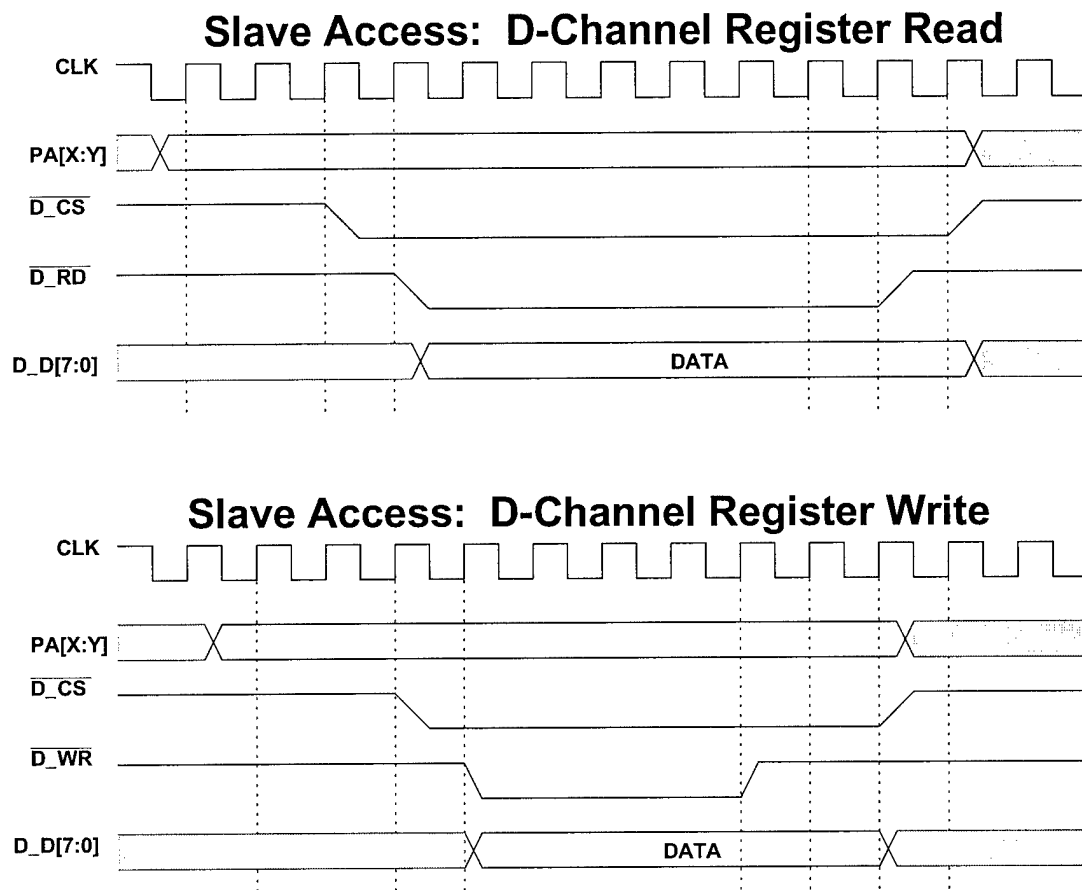 Slave Access: D-Channel Register Read
CLK
PA[X:Y]
D_CS
D_RD
D_D[7:0]
DATA
Slave Access: D-Channel Register Write
CLK
PA[X:Y]
D_CS
D_WR
D_D[7:0]
DATA